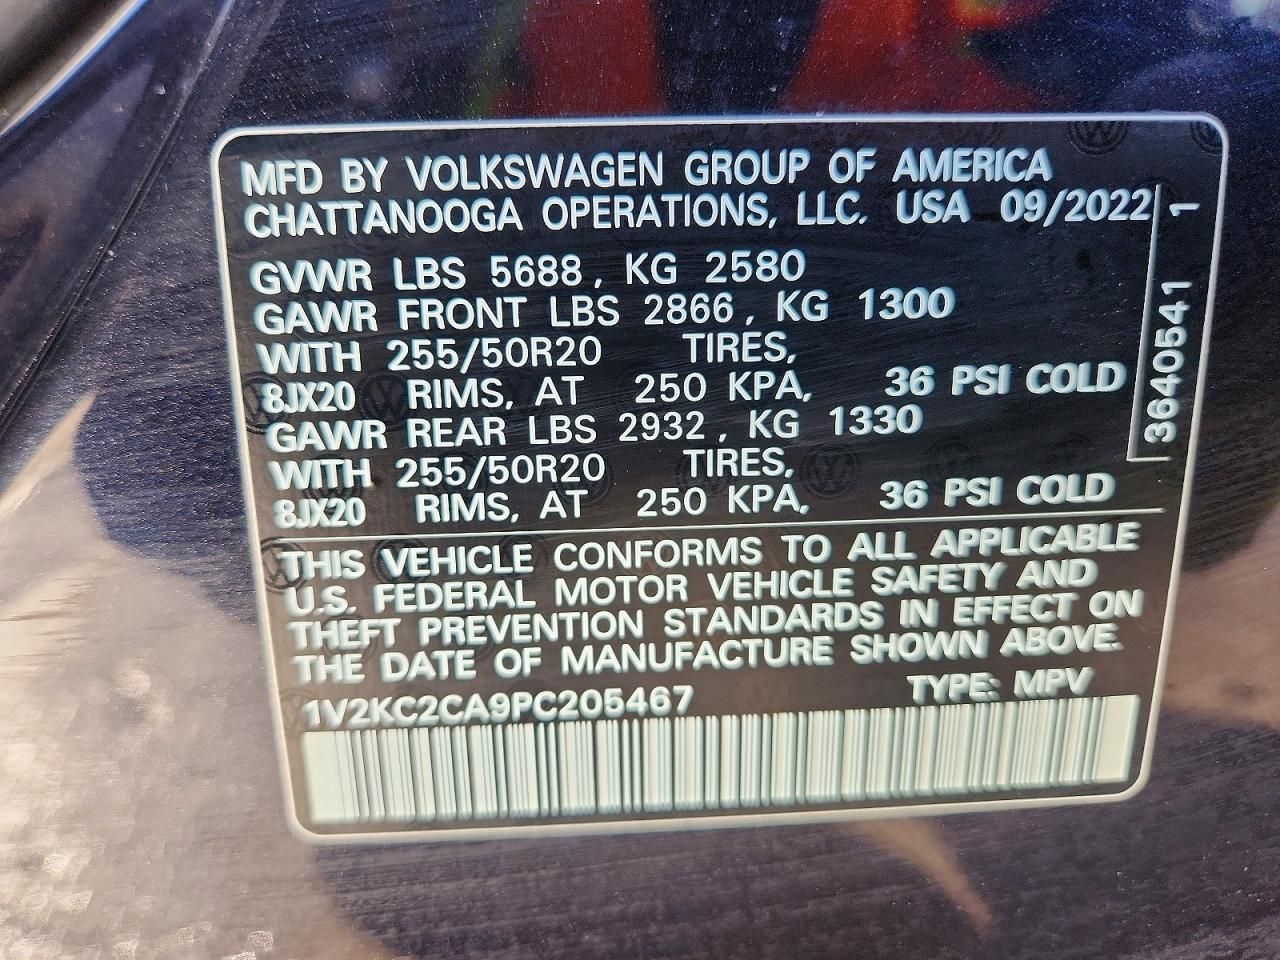 MFD BY VOLKSWAGEN GROUP OF AMERICA
CHATTANOOGA OPERATIONS, LLC. USA 09/2022
GVWR LBS 5688, KG 2580
GAWR FRONT LBS 2866, KG 1300
WITH 255/50R20 TIRES,
8JX20 RIMS, AT 250 KPA, 36 PSI COLD
GAWR REAR LBS 2932, KG 1330
WITH 255/50R20 TIRES,
8JX20 RIMS, AT 250 KPA, 36 PSI COLD
THIS VEHICLE CONFORMS TO ALL APPLICABLE
U.S. FEDERAL MOTOR VEHICLE SAFETY AND
THEFT PREVENTION STANDARDS IN EFFECT ON
THE DATE OF MANUFACTURE SHOWN ABOVE.
1V2KC2CA9PC205467 TYPE: MPV
3640541 1